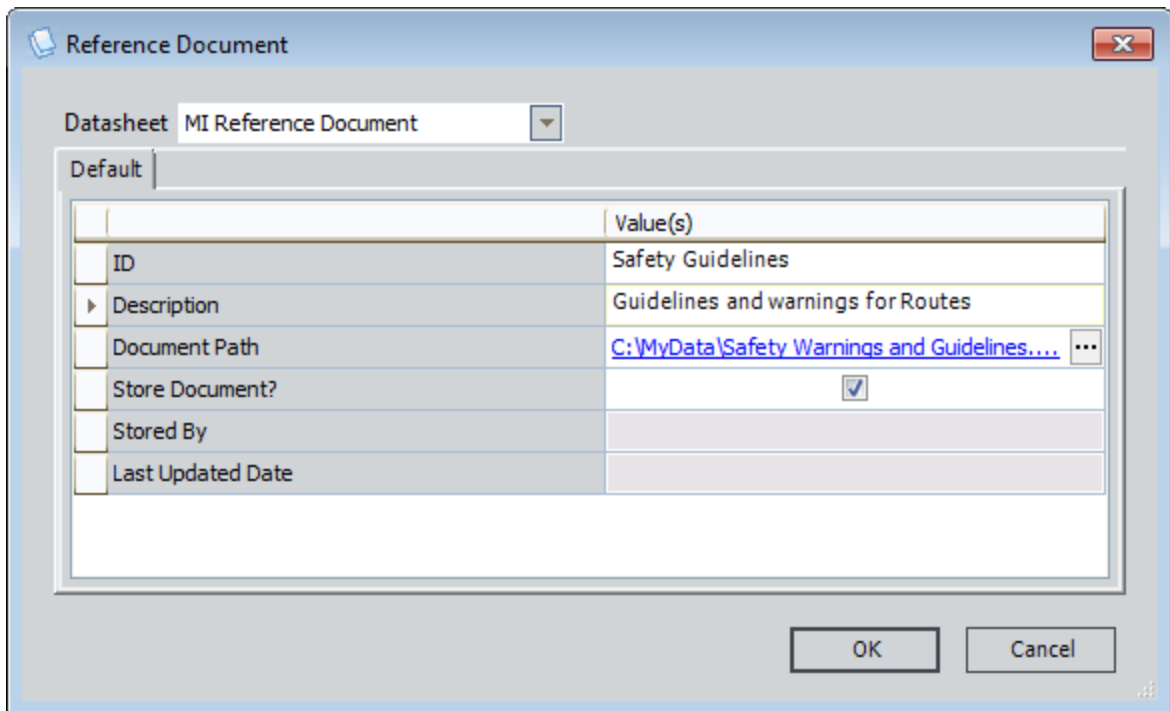 Reference Document
Datasheet MI Reference Document
Default
Value(s)
ID Safety Guidelines
Description Guidelines and warnings for Routes
Document Path C:\MyData\Safety Warnings and Guidelines.... ...
Store Document?
Stored By
Last Updated Date
OK Cancel